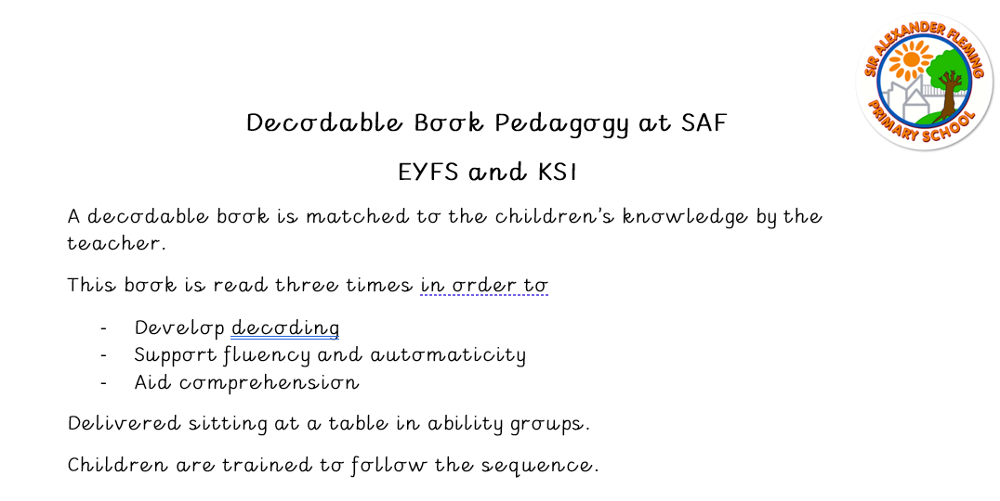 SIR ALEXANDER FLEMING
PRIMARY SCHOOL
Decodable Book Pedagogy at SAF
EYFS and KS1
A decodable book is matched to the children's knowledge by the
teacher.
This book is read three times in order to
- Develop decoding
- Support fluency and automaticity
- Aid comprehension
Delivered sitting at a table in ability groups.
Children are trained to follow the sequence.